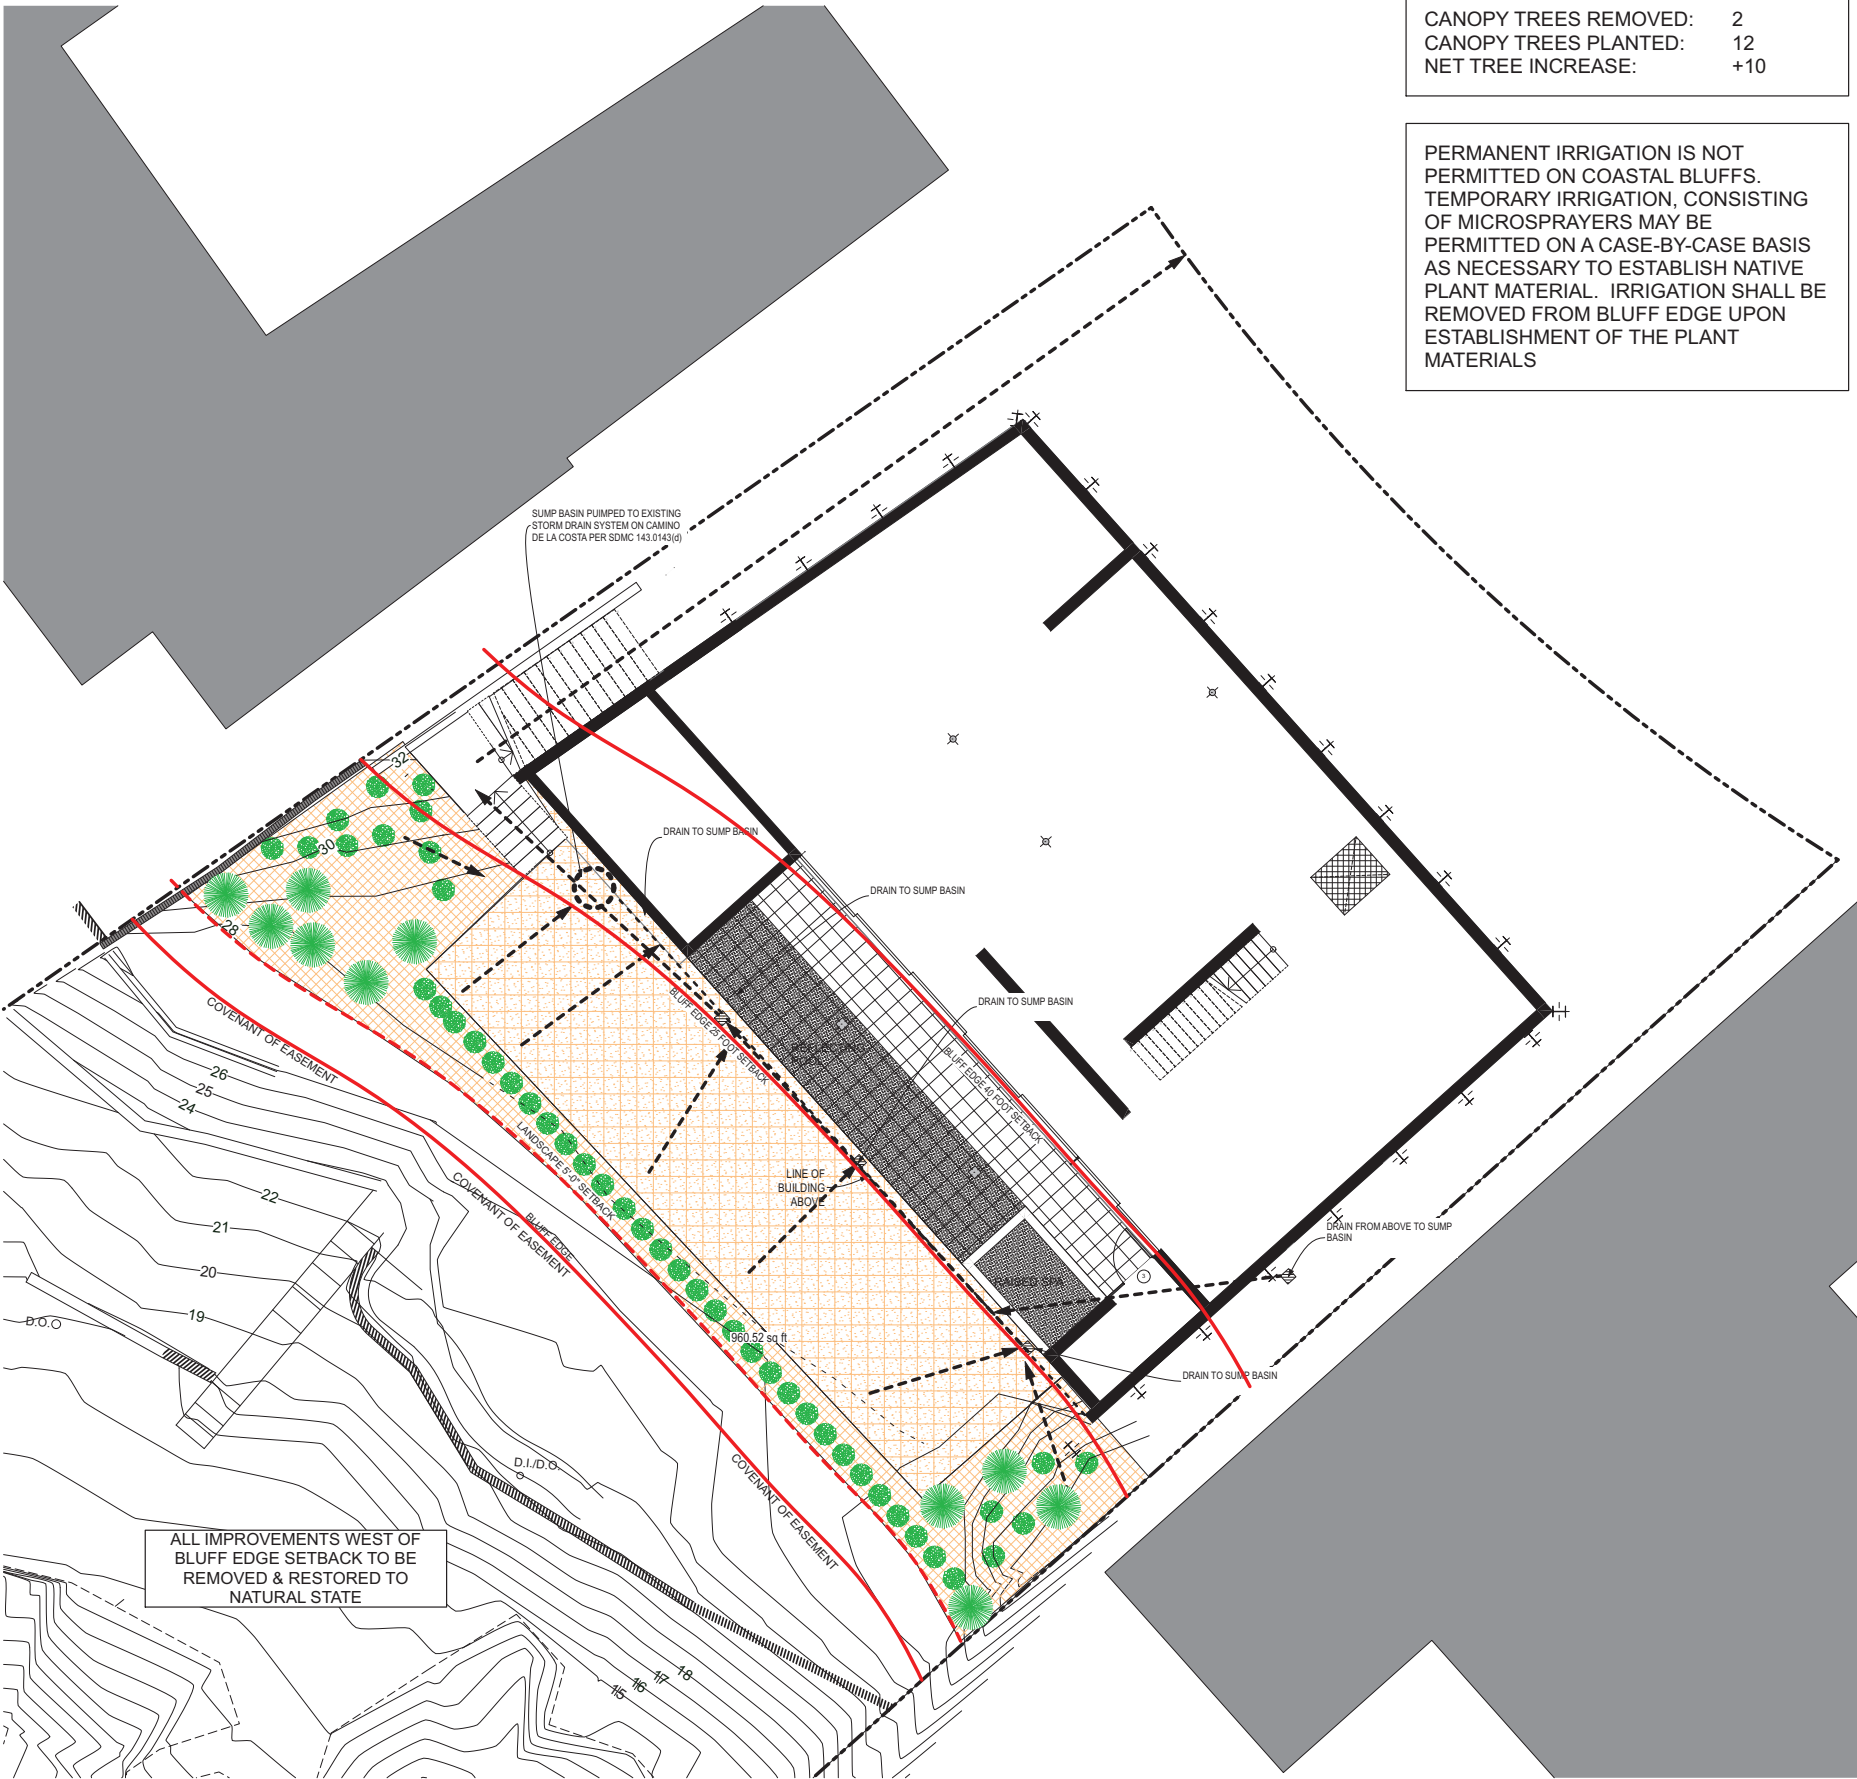 CANOPY TREES REMOVED: 2
CANOPY TREES PLANTED: 12
NET TREE INCREASE: +10
PERMANENT IRRIGATION IS NOT
PERMITTED ON COASTAL BLUFFS.
TEMPORARY IRRIGATION, CONSISTING
OF MICROSPRAYERS MAY BE
PERMITTED ON A CASE-BY-CASE BASIS
AS NECESSARY TO ESTABLISH NATIVE
PLANT MATERIAL. IRRIGATION SHALL BE
REMOVED FROM BLUFF EDGE UPON
ESTABLISHMENT OF THE PLANT
MATERIALS
SUMP BASIN PUIMPED TO EXISTING
STORM DRAIN SYSTEM ON CAMINO
DE LA COSTA PER SDMC 143.0143(d)
32
DRAIN TO SUMP BASIN
30
DRAIN TO SUMP BASIN
28
COVENANT OF EASEMENT
BLUFF EDGE 25 FOOT SETBACK
DRAIN TO SUMP BASIN
BLUFF EDGE 40 FOOT SETBACK
26
25
24
LANDSCAPE 5'-0" SETBACK
LINE OF
BUILDING
ABOVE
22
21
20
19
COVENANT OF EASEMENT
BLUFF EDGE
DRAIN FROM ABOVE TO SUMP
BASIN
3
RAISED SPA
D.O.
960.52 sq ft
DRAIN TO SUMP BASIN
D.I./D.O.
COVENANT OF EASEMENT
ALL IMPROVEMENTS WEST OF
BLUFF EDGE SETBACK TO BE
REMOVED & RESTORED TO
NATURAL STATE
15
16
17
18